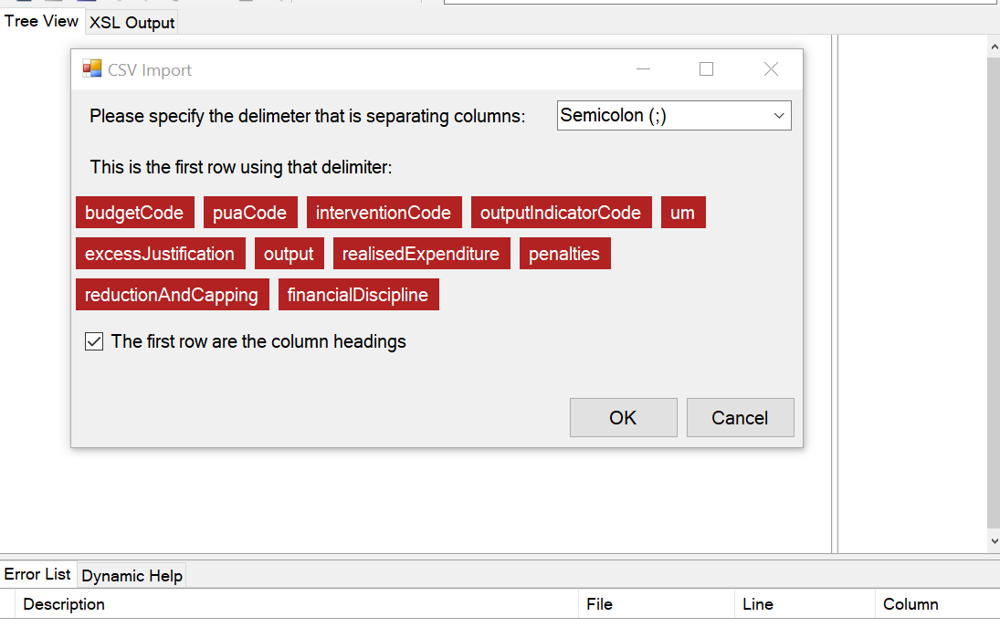 Tree View XSL Output
CSV Import
Please specify the delimeter that is separating columns: Semicolon (;)
This is the first row using that delimiter:
budgetCode puaCode interventionCode outputIndicatorCode um
excessJustification output realisedExpenditure penalties
reductionAndCapping financialDiscipline
The first row are the column headings
OK Cancel
Error List Dynamic Help
Description File Line Column